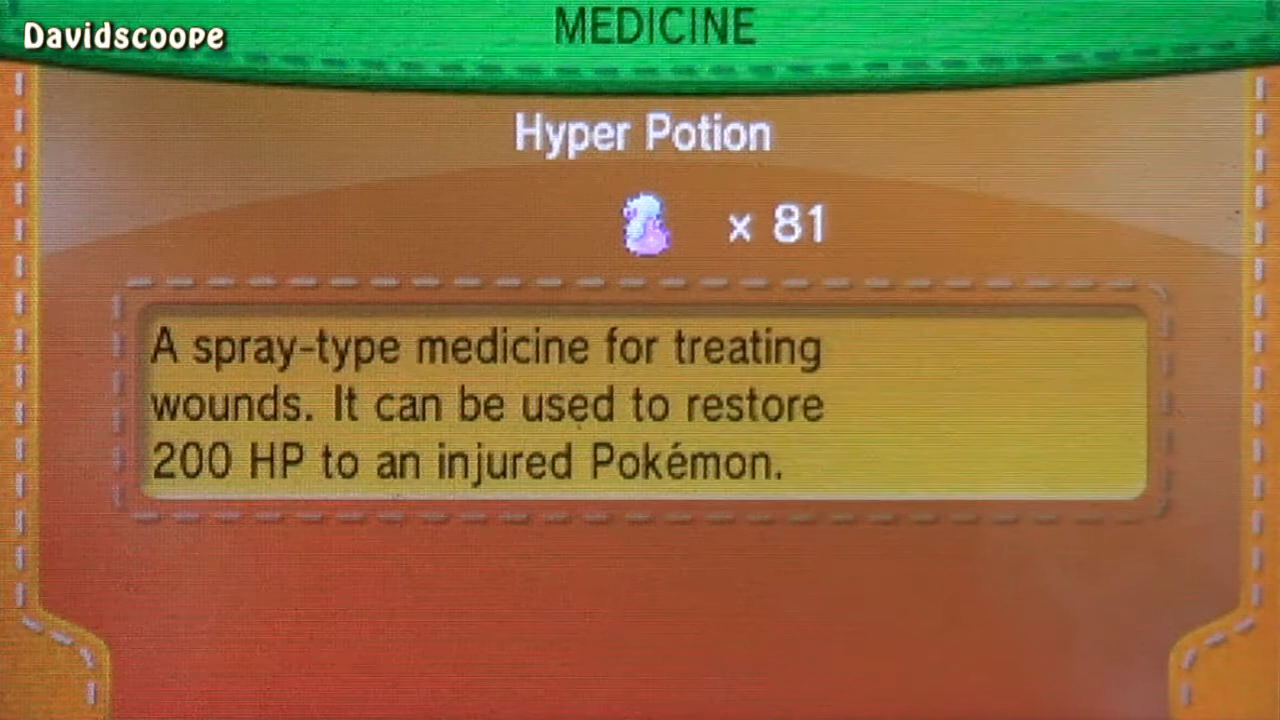 Davidscoope
MEDICINE
Hyper Potion
× 81
A spray-type medicine for treating
wounds. It can be used to restore
200 HP to an injured Pokémon.